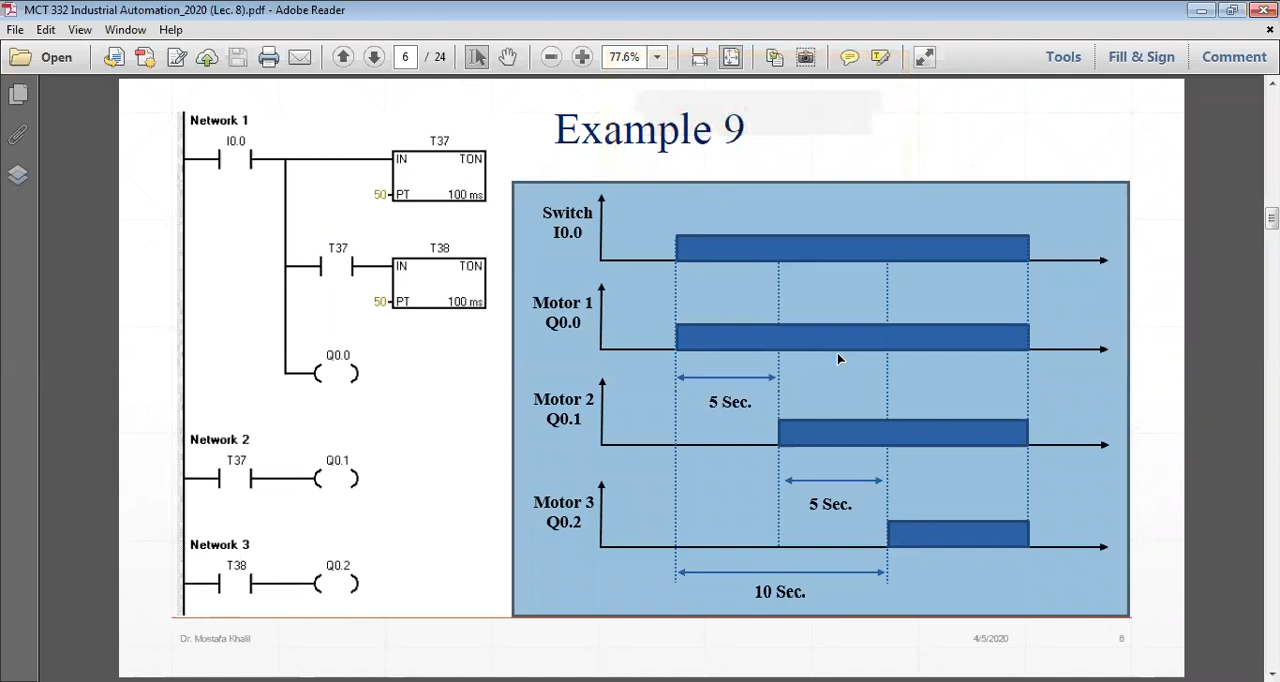 MCT 332 Industrial Automation_2020 (Lec. 8).pdf - Adobe Reader
File Edit View Window Help
Open 6 / 24 77.6% Tools Fill & Sign Comment
Example 9
Network 1
I0.0 T37
IN TON
50 PT 100 ms
T37 T38
IN TON
50 PT 100 ms
Q0.0
Network 2
T37 Q0.1
Network 3
T38 Q0.2
Switch
I0.0
Motor 1
Q0.0
5 Sec.
Motor 2
Q0.1
5 Sec.
Motor 3
Q0.2
10 Sec.
Dr. Mostafa Khalil 4/5/2020 6